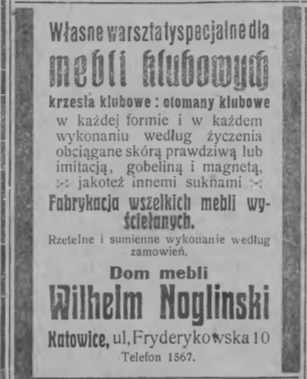 Własne warsztaty specjalne dla
mebli klubowych
krzesła klubowe : otomany klubowe
w każdej formie i w każdem
wykonaniu według życzenia
obciągane skórą prawdziwą lub
imitacją, gobeliną i magnetą,
:-: jakoteż innemi suknami :-:
Fabrykacja wszelkich mebli wy-
ściełanych.
Rzetelne i sumienne wykonanie według
zamowień.
Dom mebli
Wilhelm Noglinski
Katowice, ul, Fryderykowska 10
Telefon 1567.